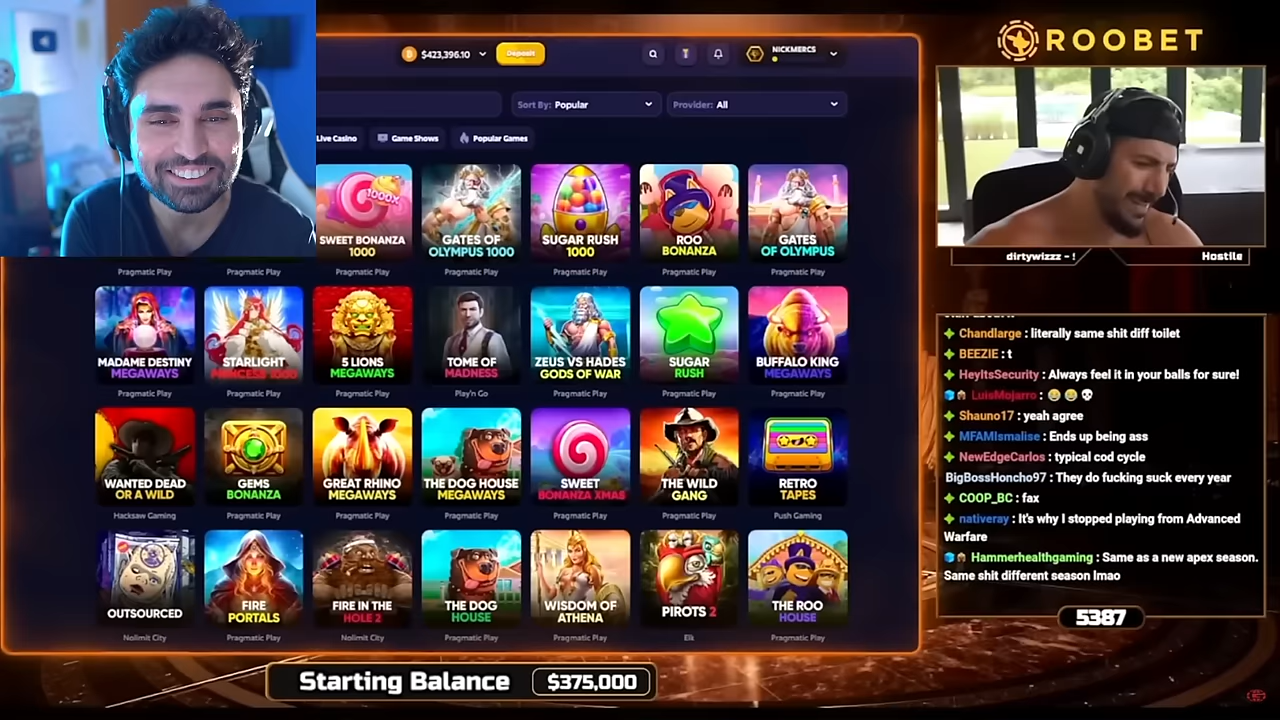 $423,396.10
Deposit
NICKMERCS
ROOBET
Sort By: Popular
Provider: All
Live Casino
Game Shows
Popular Games
1000X
SWEET BONANZA
1000
GATES OF
OLYMPUS 1000
SUGAR RUSH
1000
ROO
BONANZA
GATES
OF OLYMPUS
Pragmatic Play
Pragmatic Play
Pragmatic Play
Pragmatic Play
Pragmatic Play
Pragmatic Play
Pragmatic Play
MADAME DESTINY
MEGAWAYS
STARLIGHT
PRINCESS 1000
5 LIONS
MEGAWAYS
TOME OF
MADNESS
ZEUS VS HADES
GODS OF WAR
SUGAR
RUSH
BUFFALO KING
MEGAWAYS
Pragmatic Play
Pragmatic Play
Pragmatic Play
Play'n Go
Pragmatic Play
Pragmatic Play
Pragmatic Play
WANTED DEAD
OR A WILD
GEMS
BONANZA
GREAT RHINO
MEGAWAYS
THE DOG HOUSE
MEGAWAYS
SWEET
BONANZA XMAS
THE WILD
GANG
RETRO
TAPES
Hacksaw Gaming
Pragmatic Play
Pragmatic Play
Pragmatic Play
Pragmatic Play
Pragmatic Play
Push Gaming
OUTSOURCED
FIRE
PORTALS
FIRE IN THE
HOLE 2
THE DOG
HOUSE
WISDOM OF
ATHENA
PIROTS 2
THE ROO
HOUSE
Nolimit City
Pragmatic Play
Nolimit City
Pragmatic Play
Pragmatic Play
Elk
Pragmatic Play
Starting Balance
$375,000
dirtywizzz - !
Hostile
Chandlarge : literally same shit diff toilet
BEEZIE : t
HeyItsSecurity : Always feel it in your balls for sure!
LuisMojarro : 😂 😂 💀
Shauno17 : yeah agree
MFAMIsmalise : Ends up being ass
NewEdgeCarlos : typical cod cycle
BigBossHoncho97 : They do fucking suck every year
COOP_BC : fax
nativeray : It's why I stopped playing from Advanced
Warfare
Hammerhealthgaming : Same as a new apex season.
Same shit different season lmao
5387